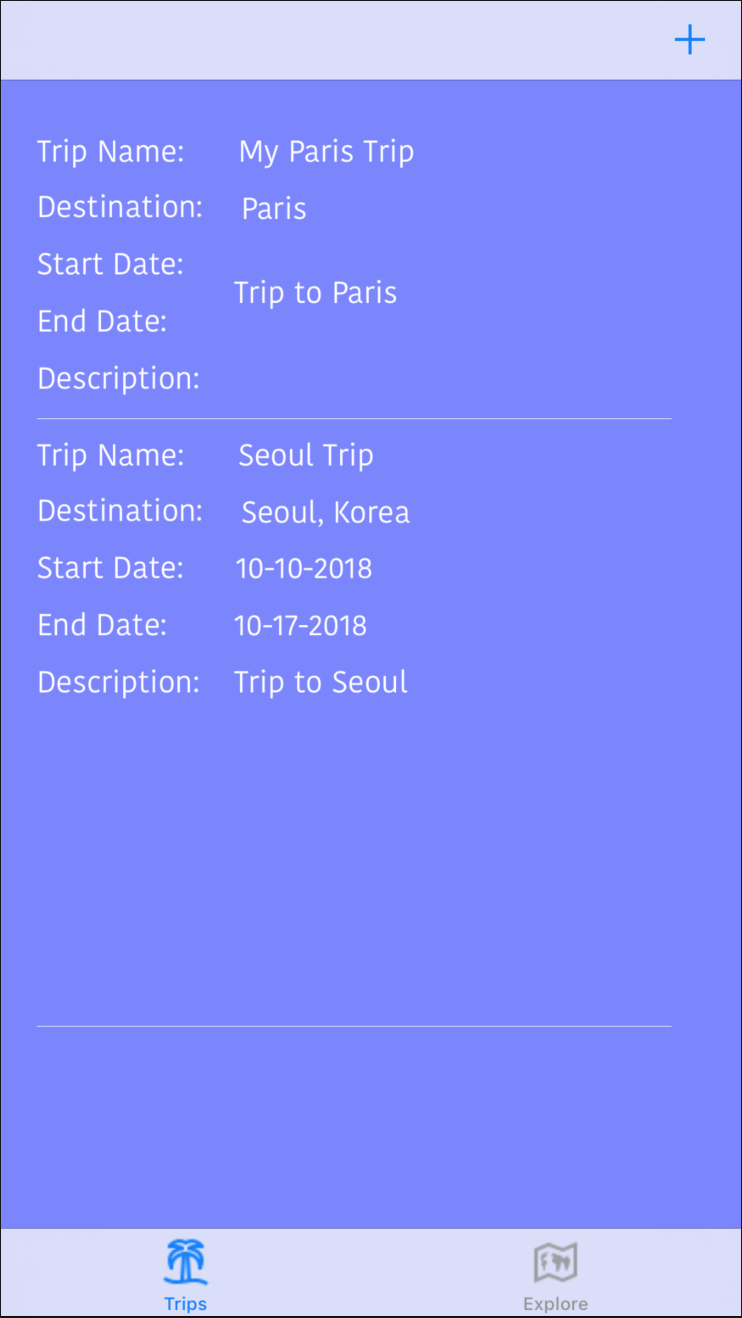 Trip Name: My Paris Trip
Destination: Paris
Start Date:
Trip to Paris
End Date:
Description:
Trip Name: Seoul Trip
Destination: Seoul, Korea
Start Date: 10-10-2018
End Date: 10-17-2018
Description: Trip to Seoul
Trips Explore